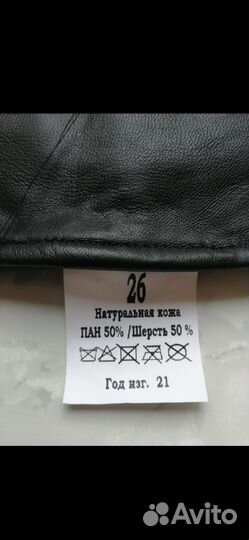 26
Натуральная кожа
ПАН 50% /Шерсть 50 %
Год изг. 21
Avito